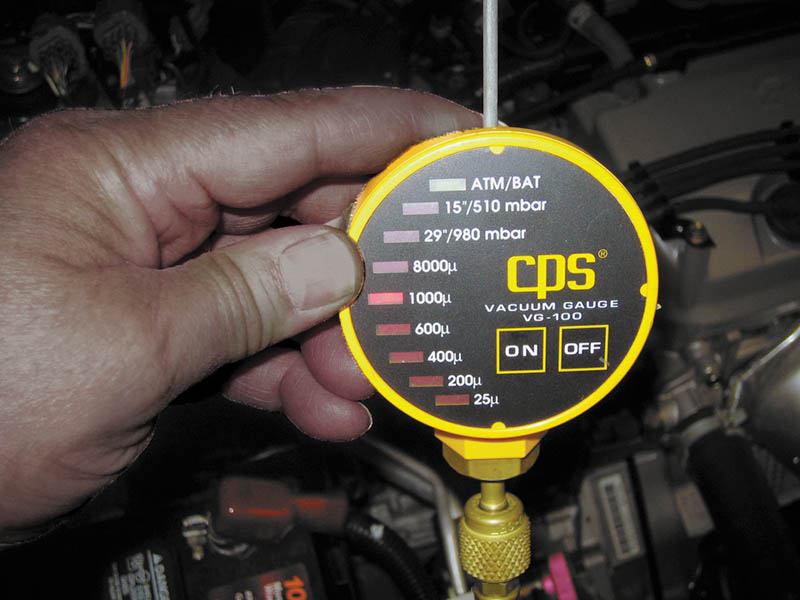 ATM/BAT
15"/510 mbar
29"/980 mbar
8000µ
1000µ
600µ
400µ
200µ
25µ
cps®
VACUUM GAUGE
VG-100
ON OFF
10